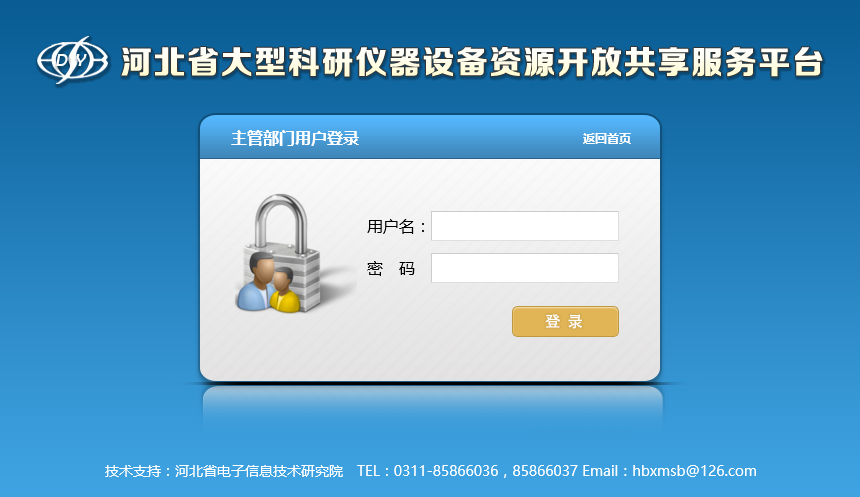 DY
河北省大型科研仪器设备资源开放共享服务平台
主管部门用户登录 返回首页
用户名：
密 码
登 录
技术支持：河北省电子信息技术研究院 TEL：0311-85866036，85866037 Email：hbxmsb@126.com